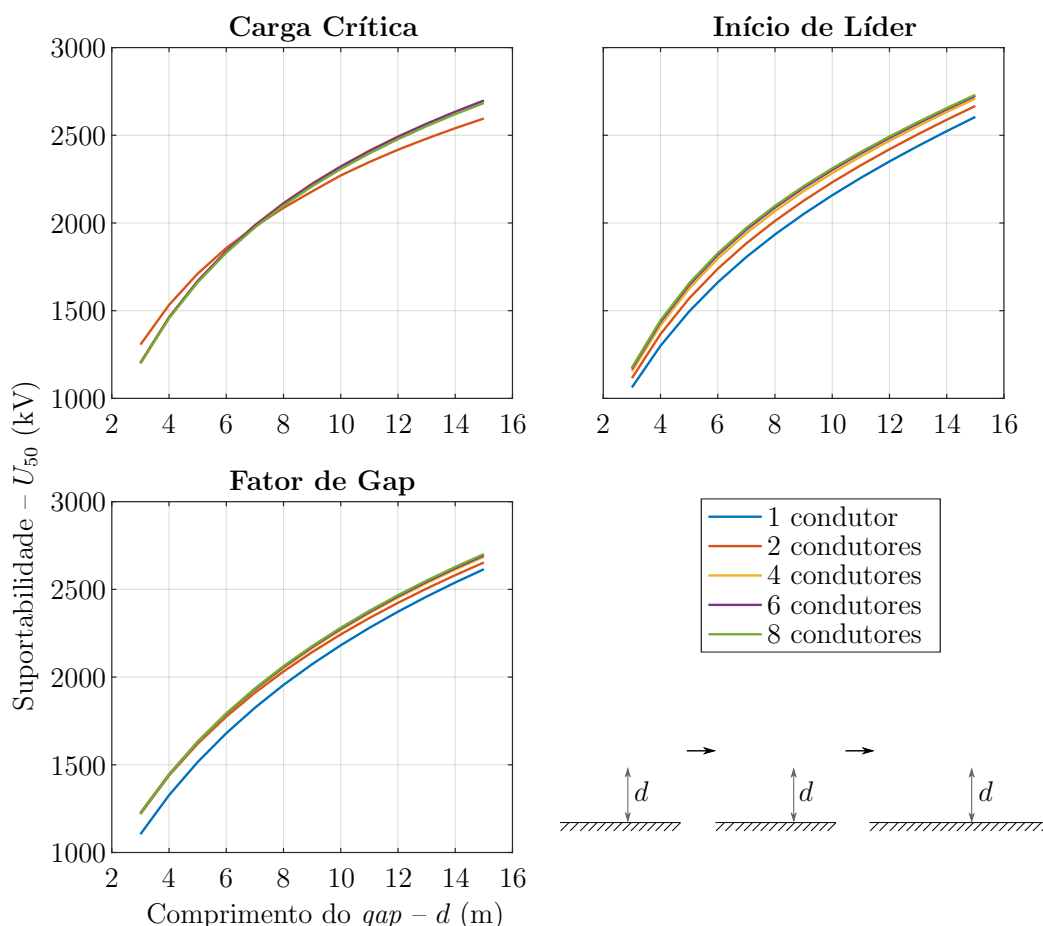 Carga Crítica
3000
2500
2000
1500
1000
2 4 6 8 10 12 14 16
Início de Líder
2 4 6 8 10 12 14 16
Suportabilidade – U₅₀ (kV)
Fator de Gap
3000
2500
2000
1500
1000
2 4 6 8 10 12 14 16
Comprimento do gap – d (m)
1 condutor
2 condutores
4 condutores
6 condutores
8 condutores
d d d